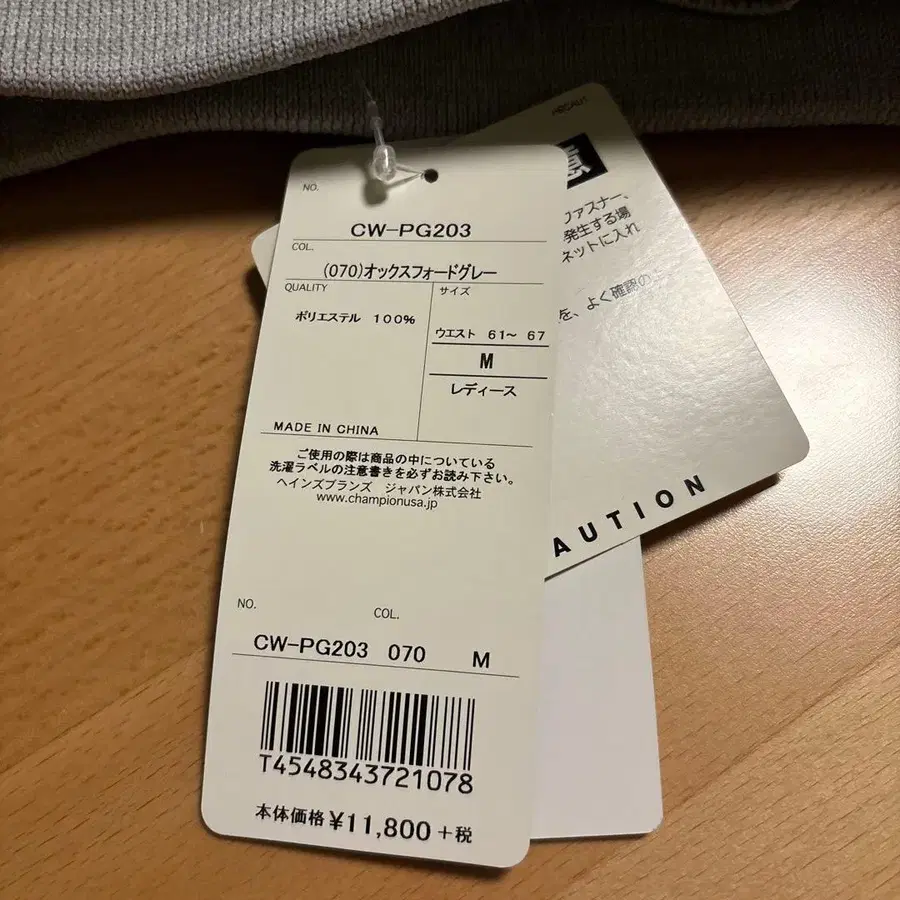 NO.
CW-PG203
COL.
(070)オックスフォードグレー
QUALITY
ポリエステル 100%
サイズ
ウエスト 61～ 67
M
レディース
MADE IN CHINA
ご使用の際は商品の中についている
洗濯ラベルの注意書きを必ずお読み下さい。
ヘインズブランズ ジャパン株式会社
www.championusa.jp
NO.
COL.
CW-PG203 070 M
T4548343721078
本体価格 ¥11,800 +税
意
ファスナー、
発生する場
ネットに入れ
を、よく確認の
AUTION